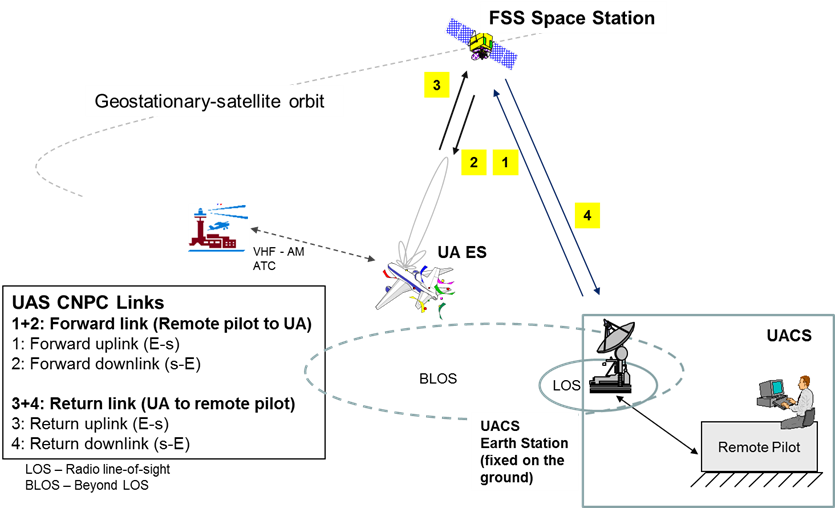 FSS Space Station
Geostationary-satellite orbit
3
2
1
4
VHF - AM
ATC
UA ES
UAS CNPC Links
1+2: Forward link (Remote pilot to UA)
1: Forward uplink (E-s)
2: Forward downlink (s-E)
3+4: Return link (UA to remote pilot)
3: Return uplink (E-s)
4: Return downlink (s-E)
LOS – Radio line-of-sight
BLOS – Beyond LOS
BLOS
LOS
UACS
Earth Station
(fixed on the
ground)
UACS
Remote Pilot